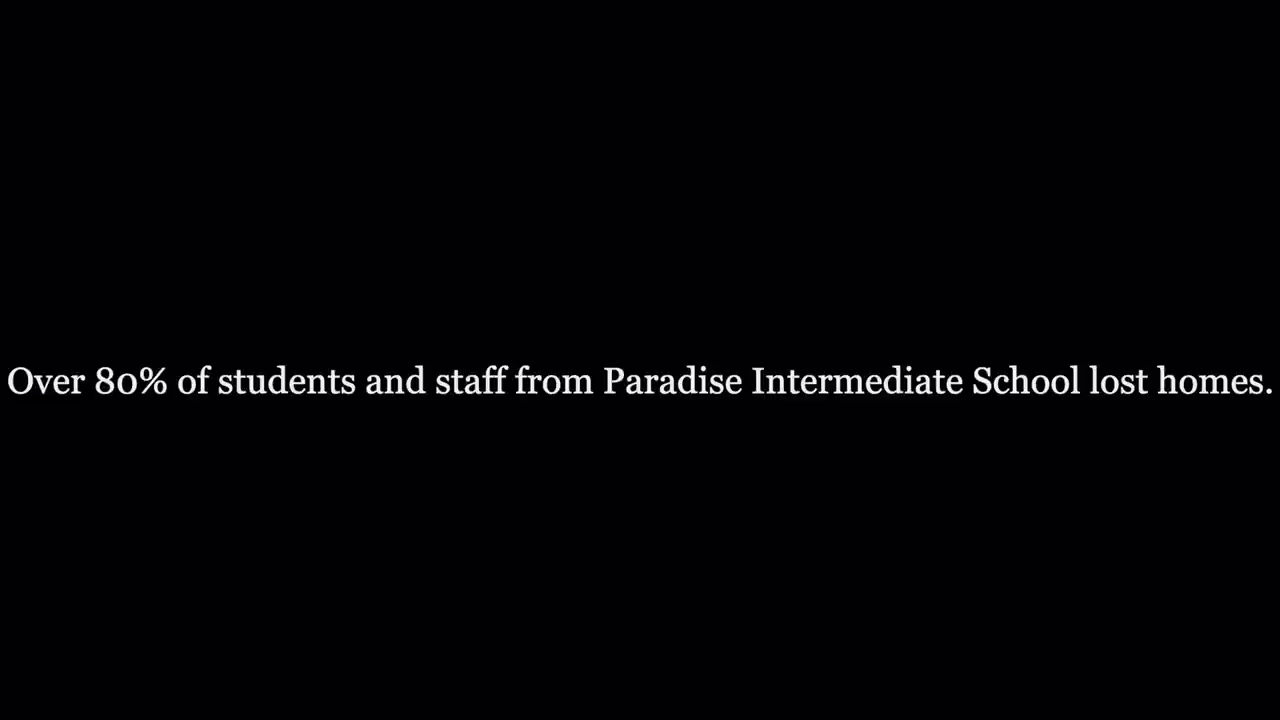 Over 80% of students and staff from Paradise Intermediate School lost homes.